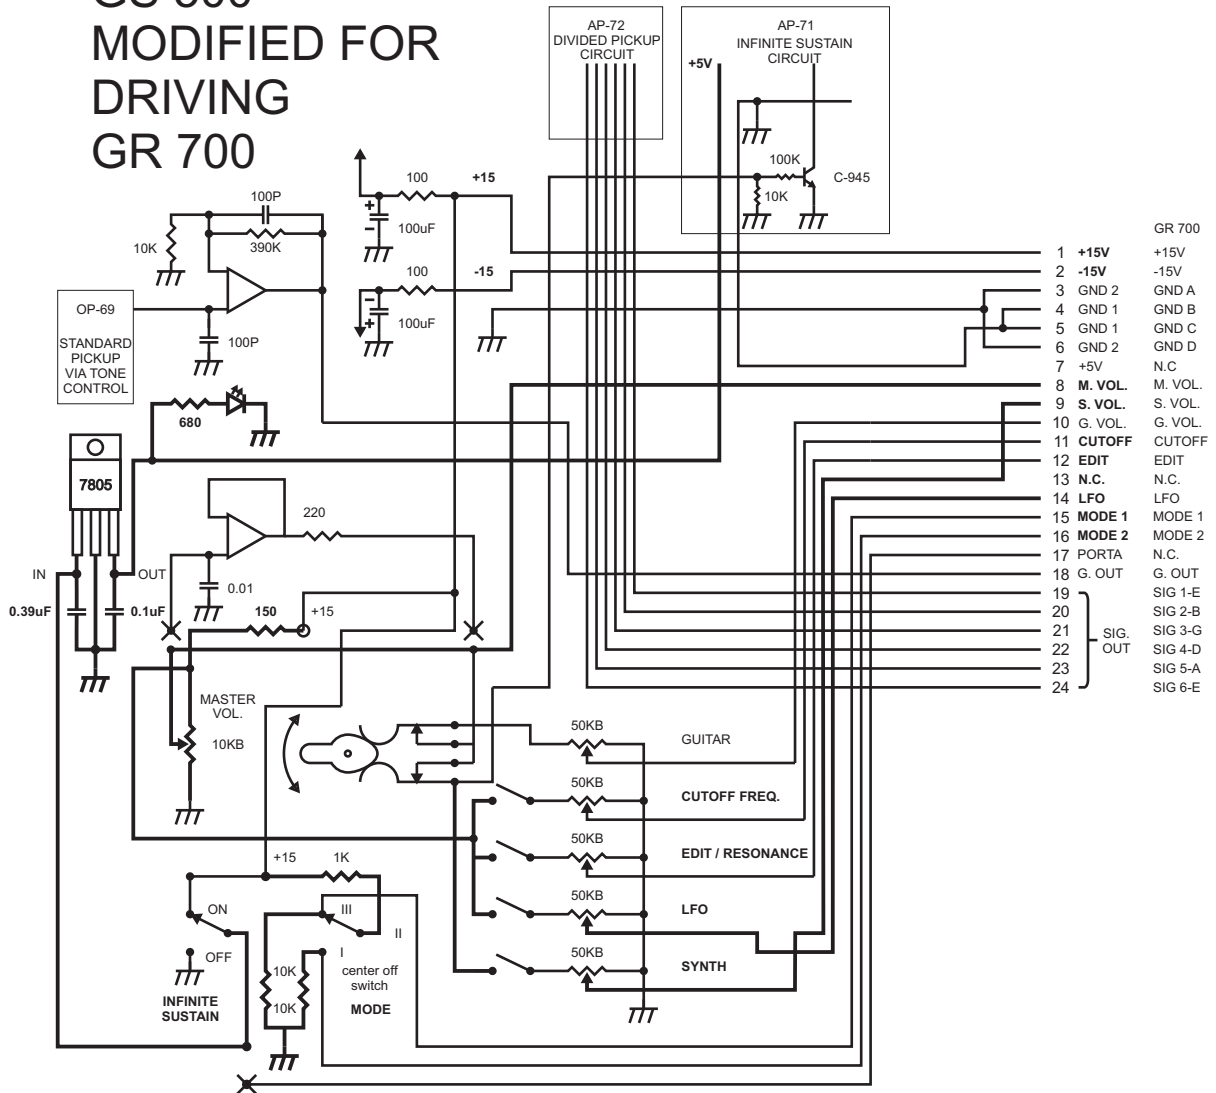 MODIFIED FOR
DRIVING
GR 700
AP-72
DIVIDED PICKUP
CIRCUIT
AP-71
INFINITE SUSTAIN
CIRCUIT
+5V
100K
10K
C-945
100
+15
+
−
100uF
100
-15
−
+
100uF
100P
10K
390K
OP-69
STANDARD
PICKUP
VIA TONE
CONTROL
100P
680
7805
IN
OUT
0.39uF
0.1uF
220
0.01
150
+15
MASTER
VOL.
10KB
GR 700
1 +15V +15V
2 -15V -15V
3 GND 2 GND A
4 GND 1 GND B
5 GND 1 GND C
6 GND 2 GND D
7 +5V N.C
8 M. VOL. M. VOL.
9 S. VOL. S. VOL.
10 G. VOL. G. VOL.
11 CUTOFF CUTOFF
12 EDIT EDIT
13 N.C. N.C.
14 LFO LFO
15 MODE 1 MODE 1
16 MODE 2 MODE 2
17 PORTA N.C.
18 G. OUT G. OUT
19 SIG 1-E
20 SIG 2-B
21 SIG 3-G
22 SIG 4-D
23 SIG 5-A
24 SIG 6-E
SIG.
OUT
50KB
GUITAR
50KB
CUTOFF FREQ.
50KB
EDIT / RESONANCE
50KB
LFO
50KB
SYNTH
+15
1K
ON
OFF
III
II
I
INFINITE
SUSTAIN
10K
10K
center off
switch
MODE